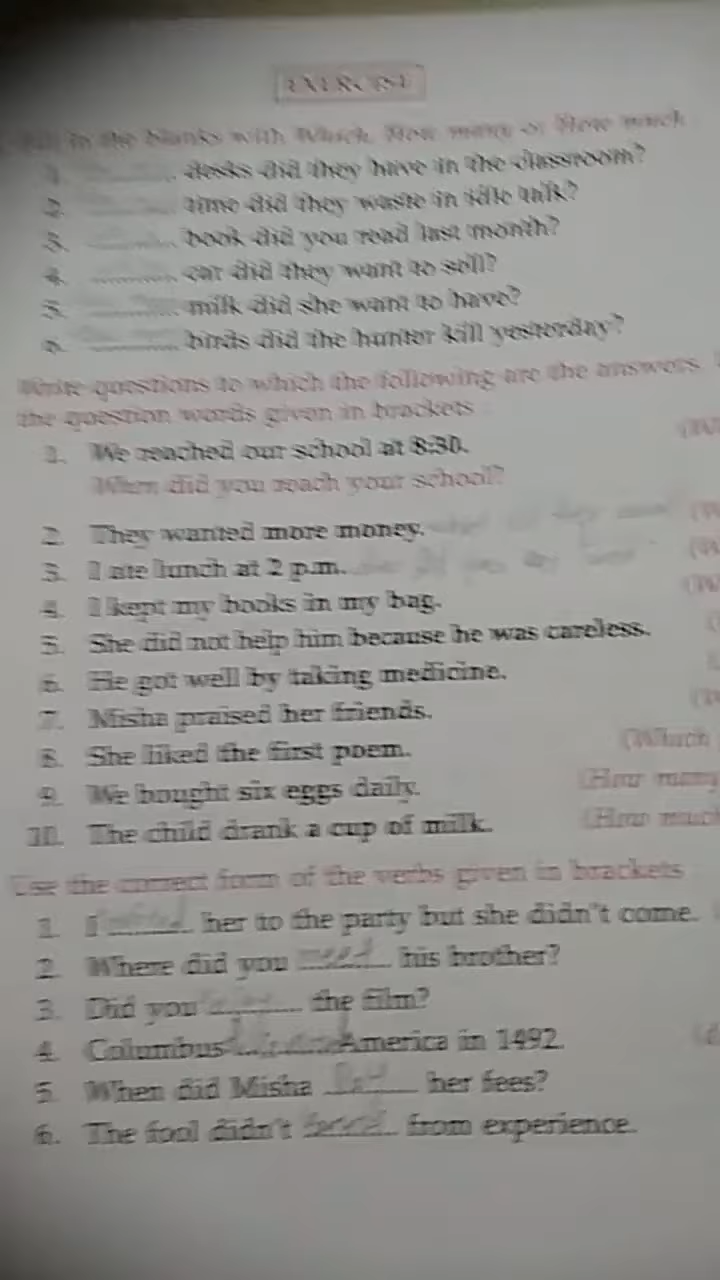 EXERCISE
in the blanks with Which, How many or How much
1. ......... desks did they have in the classroom?
2. ......... time did they waste in idle talk?
3. ......... book did you read last month?
4. ......... car did they want to sell?
5. ......... milk did she want to have?
6. ......... birds did the hunter kill yesterday?
Write questions to which the following are the answers.
the question words given in brackets
1. We reached our school at 8:30.
When did you reach your school?
2. They wanted more money.
3. I ate lunch at 2 p.m.
4. I kept my books in my bag.
5. She did not help him because he was careless.
6. He got well by taking medicine.
7. Misha praised her friends.
8. She liked the first poem. (Which
9. We bought six eggs daily. (How many
10. The child drank a cup of milk. (How much
Use the correct form of the verbs given in brackets
1. I ......... her to the party but she didn't come.
2. Where did you meet his brother?
3. Did you ......... the film?
4. Columbus ......... America in 1492.
5. When did Misha ......... her fees?
6. The fool didn't ......... from experience.